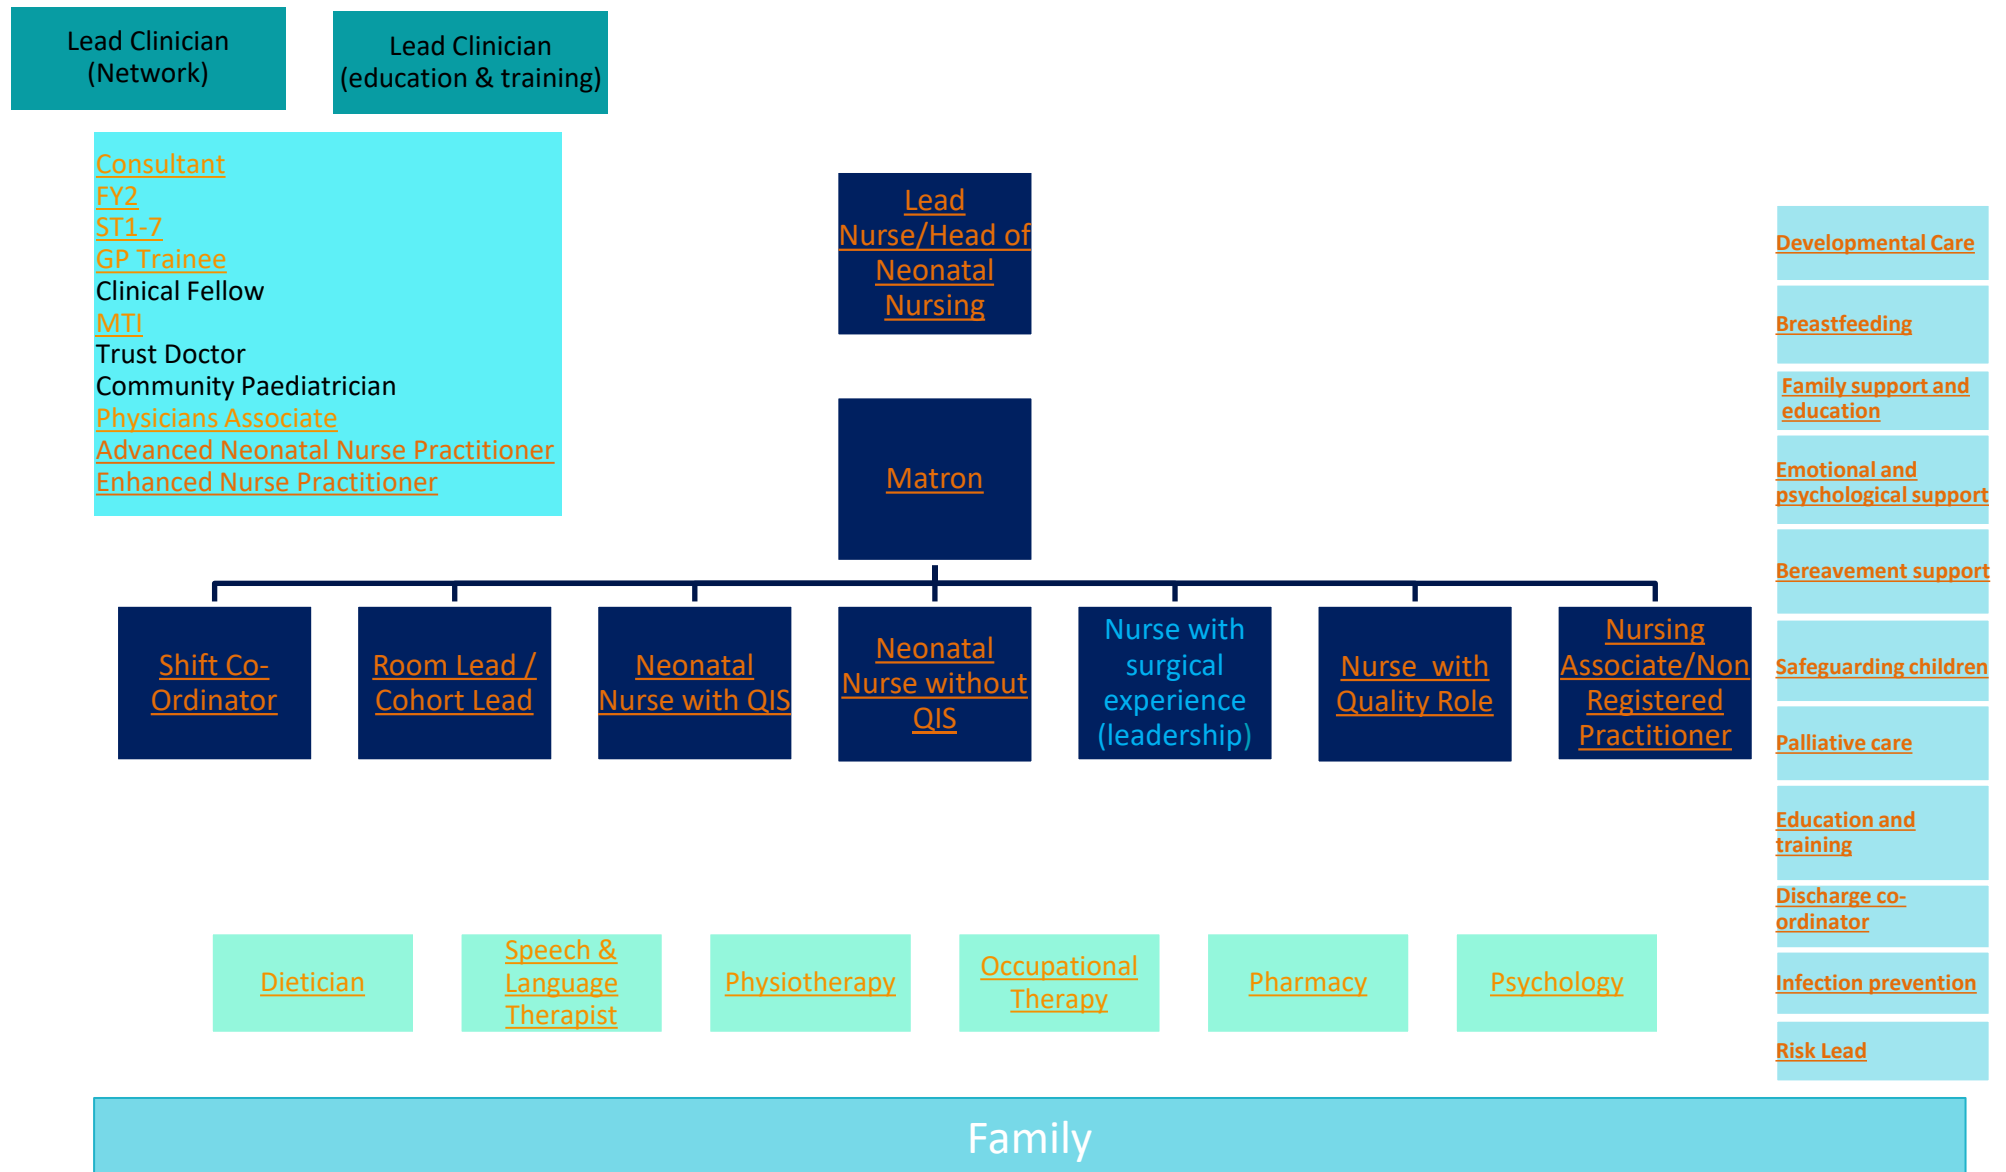 Lead Clinician
(Network)
Lead Clinician
(education & training)
Consultant
FY2
ST1-7
GP Trainee
Clinical Fellow
MTI
Trust Doctor
Community Paediatrician
Physicians Associate
Advanced Neonatal Nurse Practitioner
Enhanced Nurse Practitioner
Lead
Nurse/Head of
Neonatal
Nursing
Matron
Shift Co-
Ordinator
Room Lead /
Cohort Lead
Neonatal
Nurse with QIS
Neonatal
Nurse without
QIS
Nurse with
surgical
experience
(leadership)
Nurse  with
Quality Role
Nursing
Associate/Non
Registered
Practitioner
Developmental Care
Breastfeeding
Family support and
education
Emotional and
psychological support
Bereavement support
Safeguarding children
Palliative care
Education and
training
Discharge co-
ordinator
Infection prevention
Risk Lead
Dietician
Speech &
Language
Therapist
Physiotherapy
Occupational
Therapy
Pharmacy
Psychology
Family